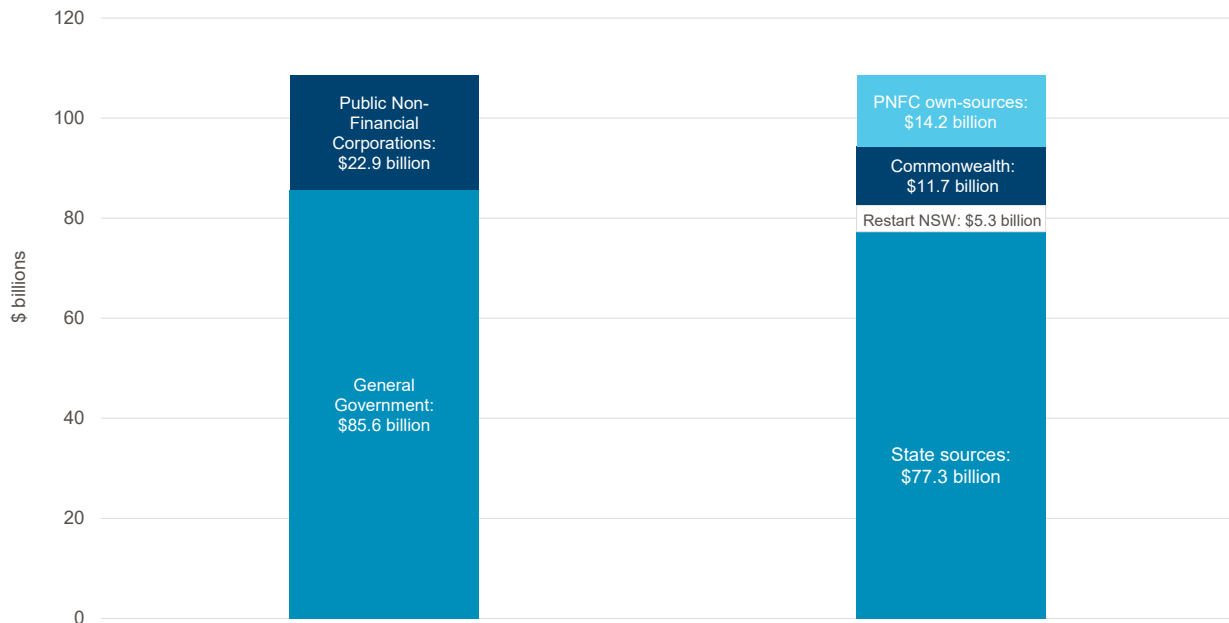 120
100
80
60
40
20
0
$ billions
Public Non-
Financial
Corporations:
$22.9 billion
General
Government:
$85.6 billion
PNFC own-sources:
$14.2 billion
Commonwealth:
$11.7 billion
Restart NSW: $5.3 billion
State sources:
$77.3 billion